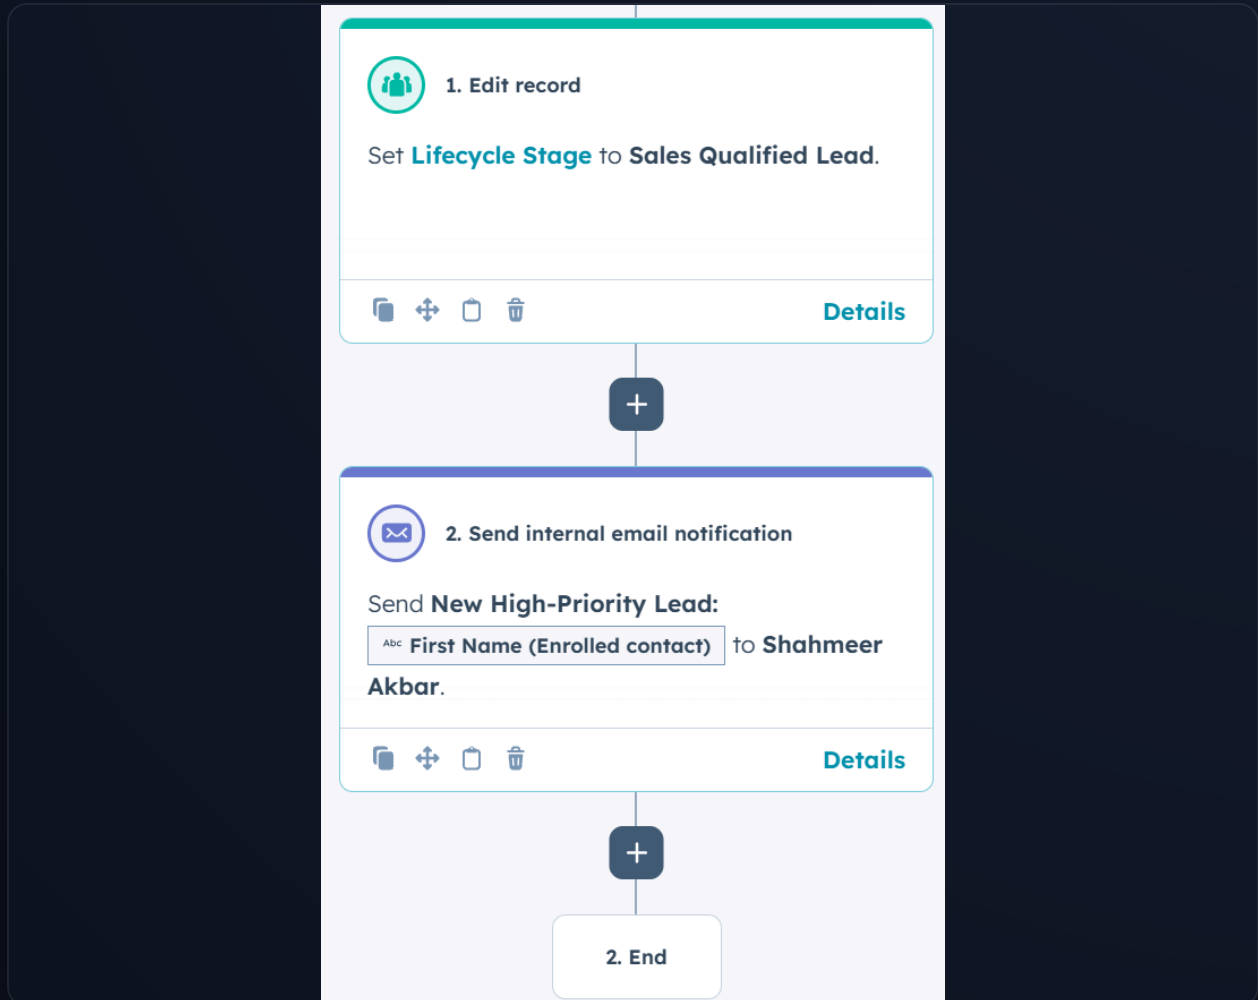 1. Edit record
Set Lifecycle Stage to Sales Qualified Lead.
Details
2. Send internal email notification
Send New High-Priority Lead:
Abc First Name (Enrolled contact) to Shahmeer
Akbar.
Details
2. End